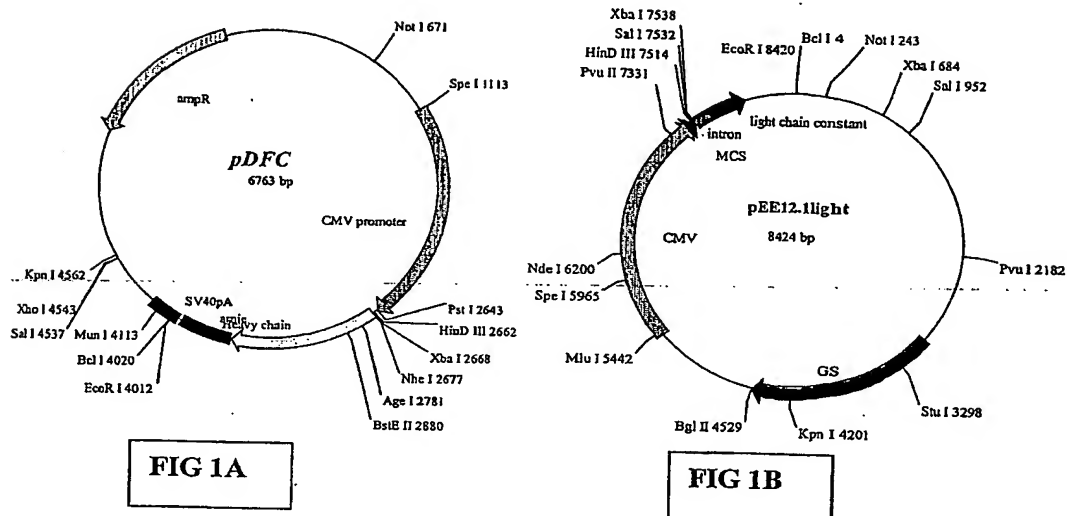 Not I 671
Spe I 1113
ampR
pDFC
6763 bp
CMV promoter
Kpn I 4562
Xho I 4543
Sal I 4537
Mun I 4113
Bcl I 4020
EcoR I 4012
SV40pA
Heavy chain
Pst I 2643
HinD III 2662
Xba I 2668
Nhe I 2677
Age I 2781
BstE II 2880
FIG 1A
Xba I 7538
Sal I 7532
HinD III 7514
Pvu II 7331
EcoR I 8420
Bcl I 4
Not I 243
Xba I 684
Sal I 952
intron
light chain constant
MCS
pEE12.1light
8424 bp
CMV
Nde I 6200
Spe I 5965
Mlu I 5442
Pvu I 2182
GS
Stu I 3298
Bgl II 4529
Kpn I 4201
FIG 1B